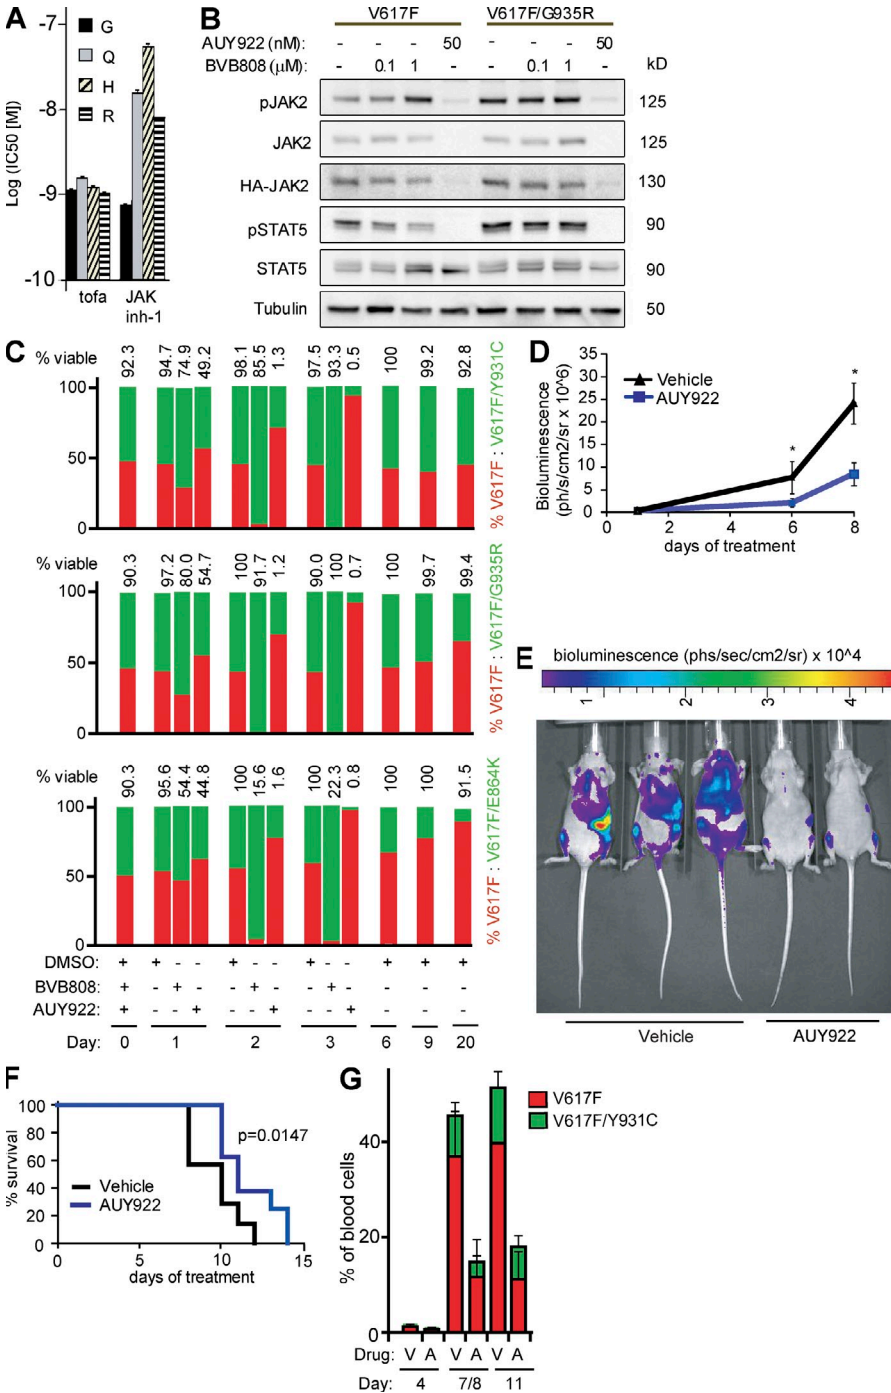 A
-7
-8
-9
-10
Log (IC50 [M])
G
Q
H
R
tofa
JAK
inh-1
B
V617F V617F/G935R
AUY922 (nM): - - - 50 - - - 50
BVB808 (μM): - 0.1 1 - - 0.1 1 -
kD
pJAK2 125
JAK2 125
HA-JAK2 130
pSTAT5 90
STAT5 90
Tubulin 50
C
% viable
92.3 94.7 74.9 49.2 98.1 85.5 1.3 97.5 93.3 0.5 100 99.2 92.8
100
50
0
% V617F : V617F/Y931C
% viable
90.3 97.2 80.0 54.7 100 91.7 1.2 90.0 100 0.7 100 99.7 99.4
100
50
0
% V617F : V617F/G935R
% viable
90.3 95.6 54.4 44.8 100 15.6 1.6 100 22.3 0.8 100 100 91.5
100
50
0
% V617F : V617F/E864K
DMSO: + + - - + - - + - - + + +
BVB808: + - + - - + - - + - - - -
AUY922: + - - + - - + - - + - - -
Day: 0 1 2 3 6 9 20
D
35
30
25
20
15
10
5
0
Bioluminescence
(ph/s/cm2/sr x 10^6)
Vehicle
AUY922
*
*
0 2 4 6 8
days of treatment
E
bioluminescence (phs/sec/cm2/sr) x 10^4
1 2 3 4
Vehicle AUY922
F
100
80
60
40
20
0
% survival
p=0.0147
Vehicle
AUY922
0 5 10 15
days of treatment
G
40
20
0
% of blood cells
V617F
V617F/Y931C
Drug: V A V A V A
Day: 4 7/8 11